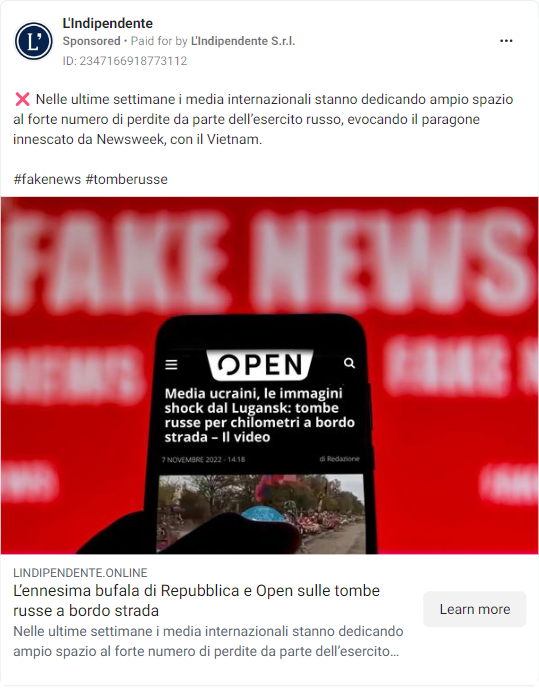 L'Indipendente
Sponsored • Paid for by L'Indipendente S.r.l.
ID: 2347166918773112
❌ Nelle ultime settimane i media internazionali stanno dedicando ampio spazio
al forte numero di perdite da parte dell'esercito russo, evocando il paragone
innescato da Newsweek, con il Vietnam.
#fakenews #tomberusse
FAKE NEWS
NEWS
FAKE NEWS
OPEN
Media ucraini, le immagini
shock dal Lugansk: tombe
russe per chilometri a bordo
strada – Il video
7 NOVEMBRE 2022 - 14:18
di Redazione
LINDIPENDENTE.ONLINE
L'ennesima bufala di Repubblica e Open sulle tombe
russe a bordo strada
Learn more
Nelle ultime settimane i media internazionali stanno dedicando
ampio spazio al forte numero di perdite da parte dell'esercito…